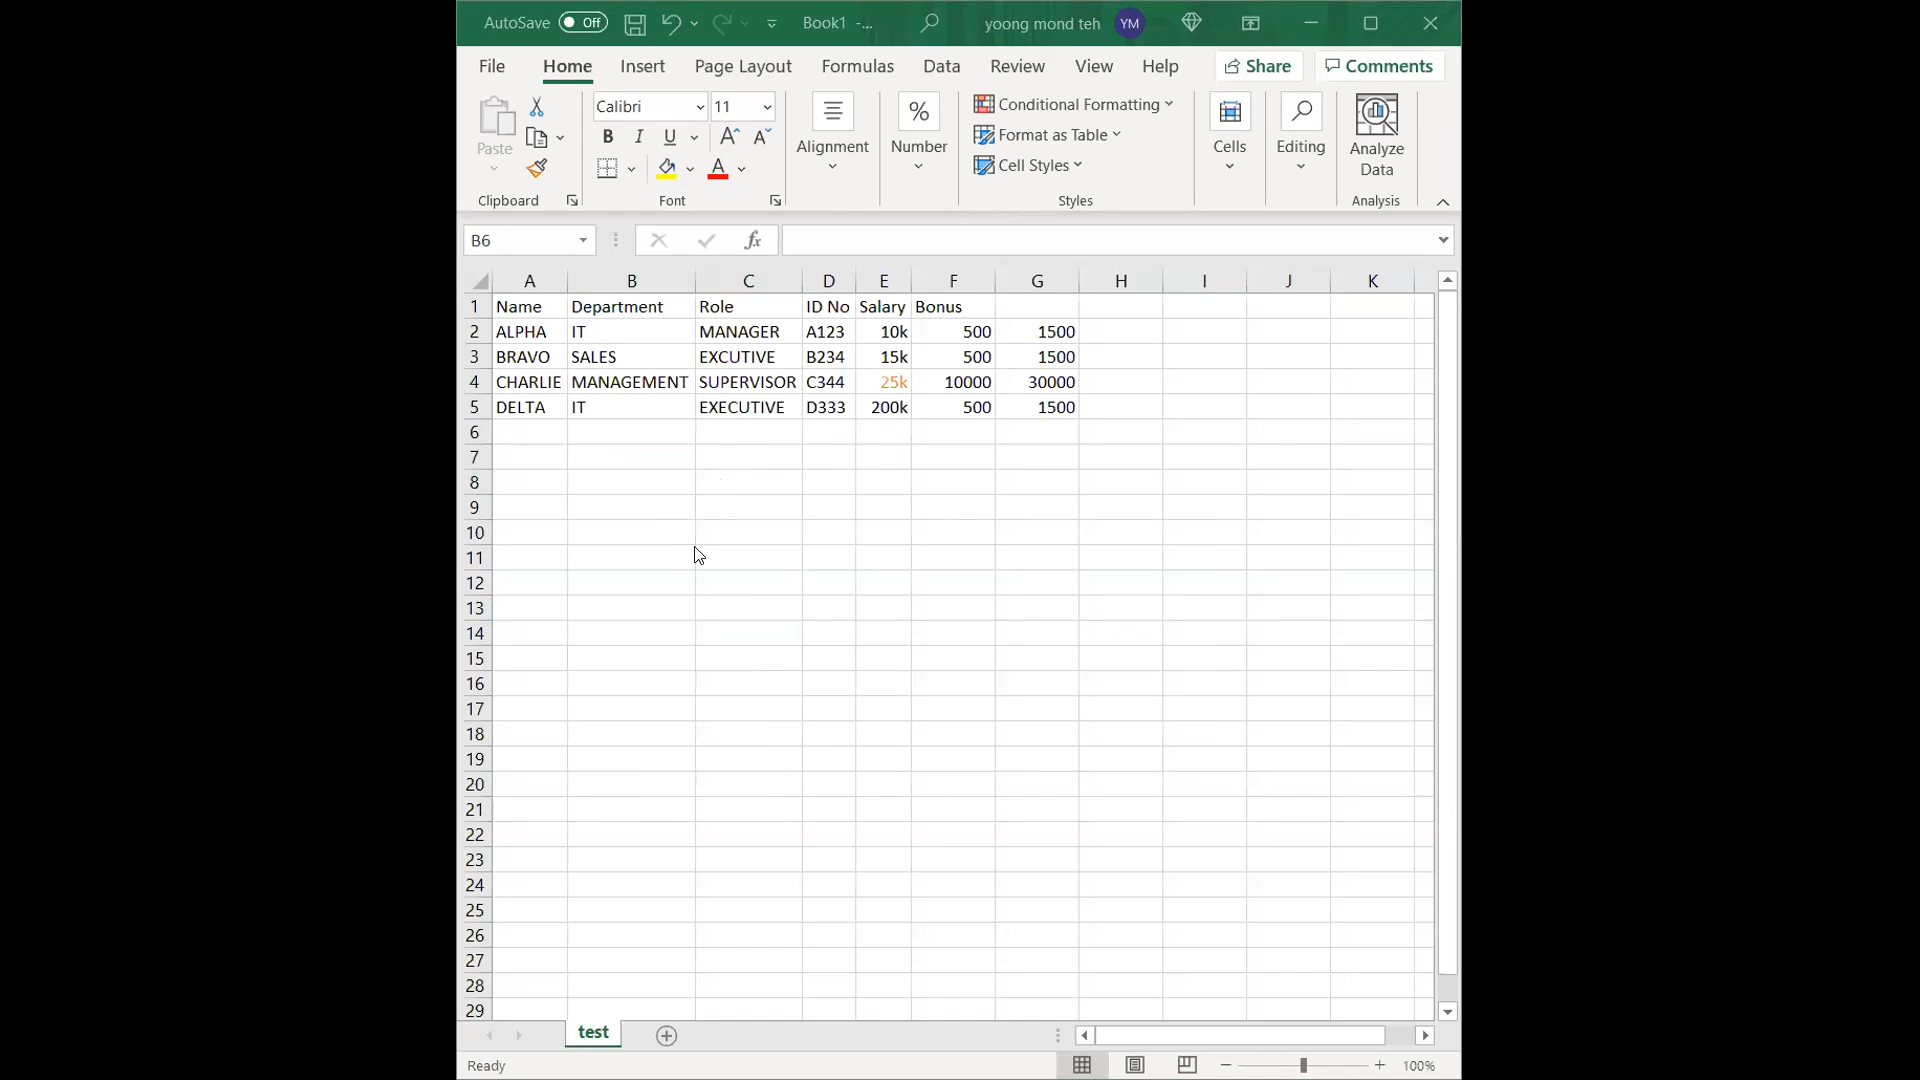 AutoSave Off Book1 -... yoong mond teh YM
File Home Insert Page Layout Formulas Data Review View Help Share Comments
Paste
Clipboard
Calibri 11
B I U A A
A
Font
Alignment
%
Number
Conditional Formatting
Format as Table
Cell Styles
Styles
Cells
Editing
Analyze
Data
Analysis
B6 fx
A B C D E F G H I J K
1 Name Department Role ID No Salary Bonus
2 ALPHA IT MANAGER A123 10k 500 1500
3 BRAVO SALES EXCUTIVE B234 15k 500 1500
4 CHARLIE MANAGEMENT SUPERVISOR C344 25k 10000 30000
5 DELTA IT EXECUTIVE D333 200k 500 1500
6
7
8
9
10
11
12
13
14
15
16
17
18
19
20
21
22
23
24
25
26
27
28
29
test
Ready 100%